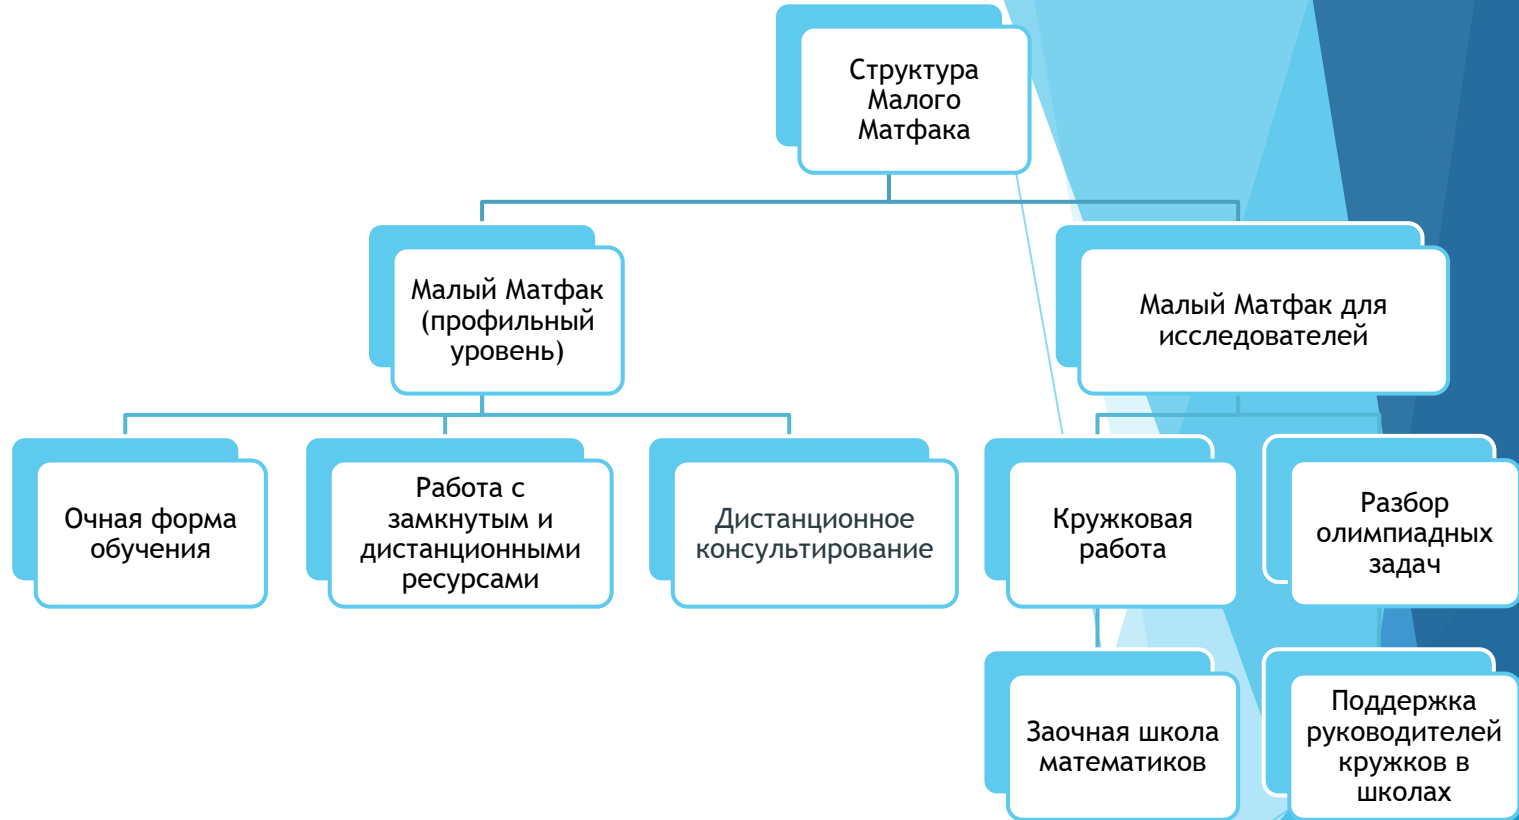 Структура
Малого
Матфака
Малый Матфак
(профильный
уровень)
Малый Матфак для
исследователей
Очная форма
обучения
Работа с
замкнутым и
дистанционными
ресурсами
Дистанционное
консультирование
Кружковая
работа
Разбор
олимпиадных
задач
Заочная школа
математиков
Поддержка
руководителей
кружков в
школах